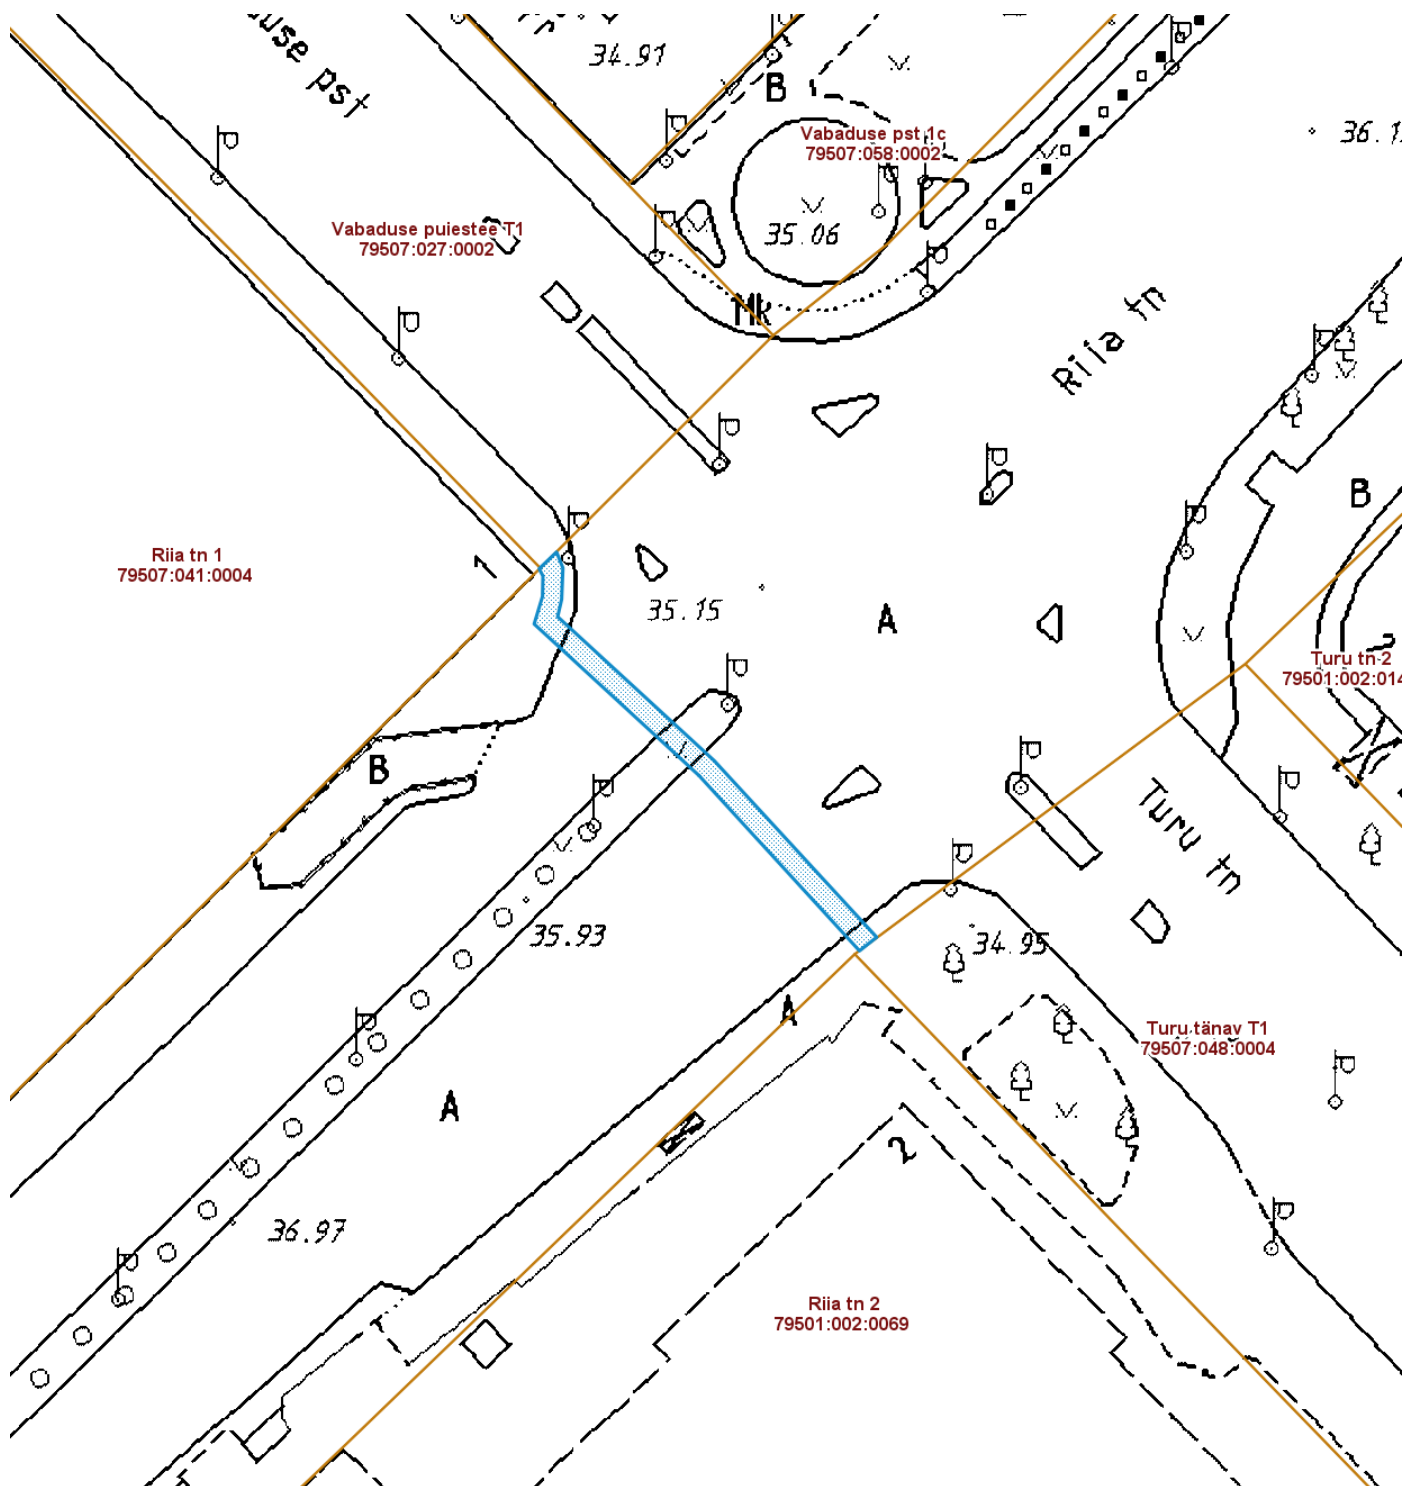 use pst
34.91
B
Vabaduse pst 1c
79507:058:0002
Vabaduse puiestee T1
79507:027:0002
35.06
Mk
Riia tn
B
Riia tn 1
79507:041:0004
1
35.15
A
Turu tn 2
B
Turu tn
35.93
34.95
A
Turu tänav T1
79507:048:0004
A
2
36.97
Riia tn 2
79501:002:0069